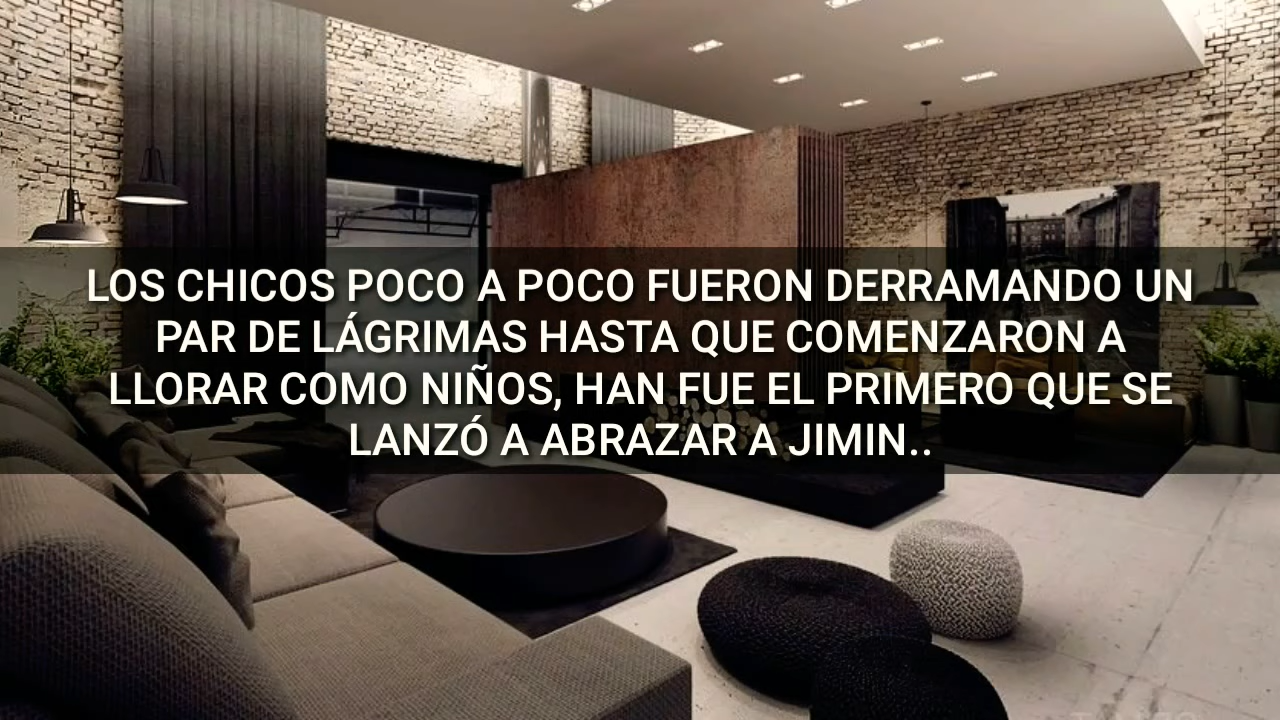 LOS CHICOS POCO A POCO FUERON DERRAMANDO UN
PAR DE LÁGRIMAS HASTA QUE COMENZARON A
LLORAR COMO NIÑOS, HAN FUE EL PRIMERO QUE SE
LANZÓ A ABRAZAR A JIMIN..